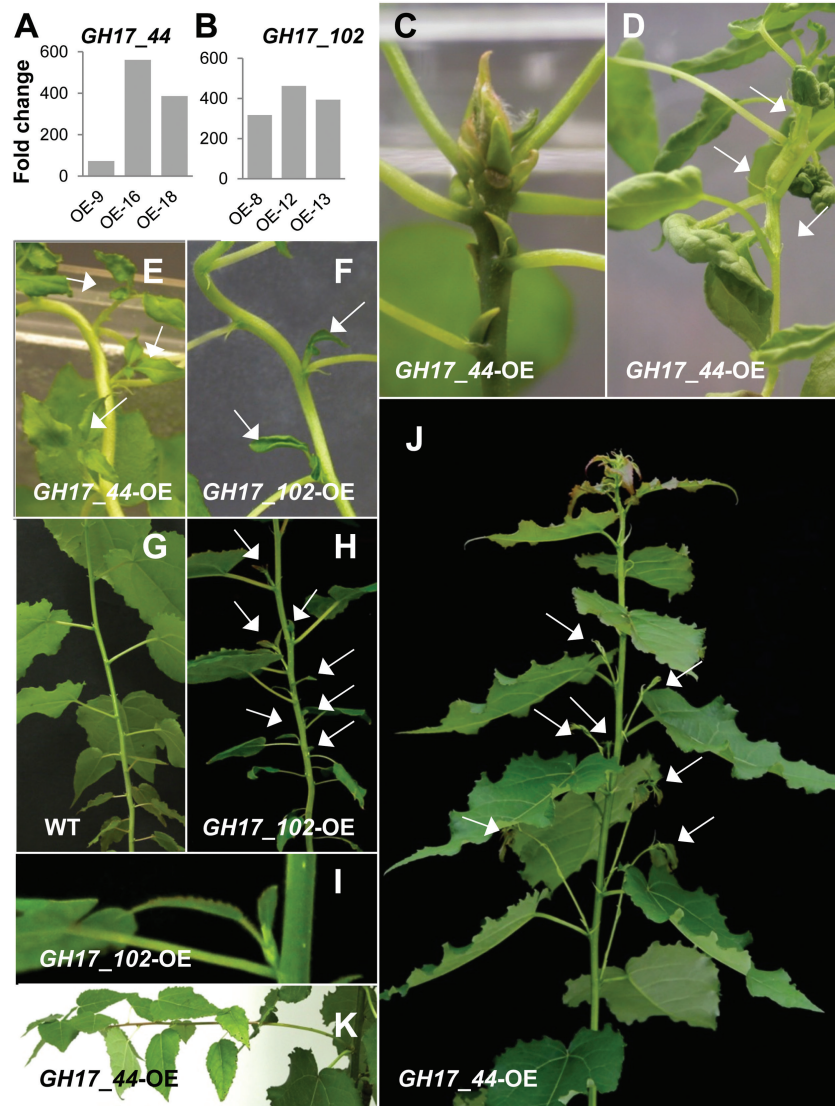 A
GH17_44
Fold change
600
400
200
0
OE-9
OE-16
OE-18
B
GH17_102
600
400
200
0
OE-8
OE-12
OE-13
C
GH17_44-OE
D
GH17_44-OE
E
GH17_44-OE
F
GH17_102-OE
G
WT
H
GH17_102-OE
I
GH17_102-OE
J
GH17_44-OE
K
GH17_44-OE